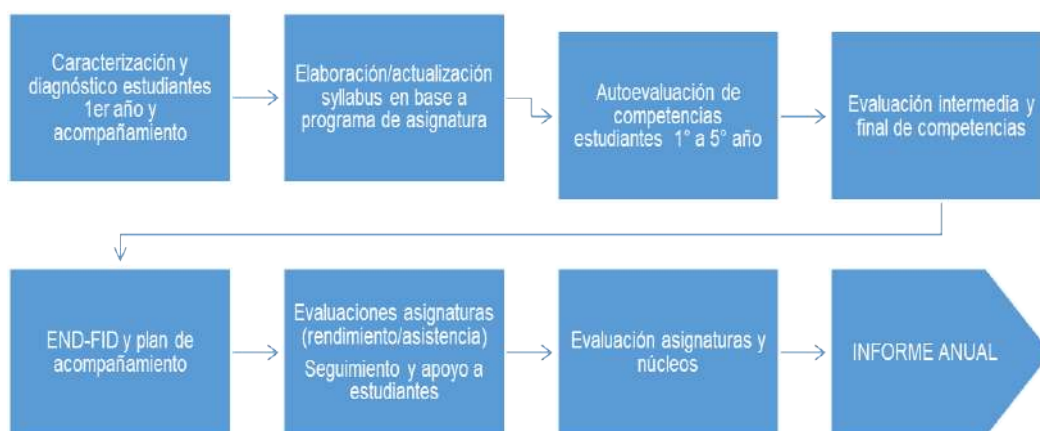 Caracterización y
diagnóstico estudiantes
1er año y
acompañamiento
Elaboración/actualización
syllabus en base a
programa de asignatura
Autoevaluación de
competencias
estudiantes 1° a 5° año
Evaluación intermedia y
final de competencias
END-FID y plan de
acompañamiento
Evaluaciones asignaturas
(rendimiento/asistencia)
Seguimiento y apoyo a
estudiantes
Evaluación asignaturas y
núcleos
INFORME ANUAL